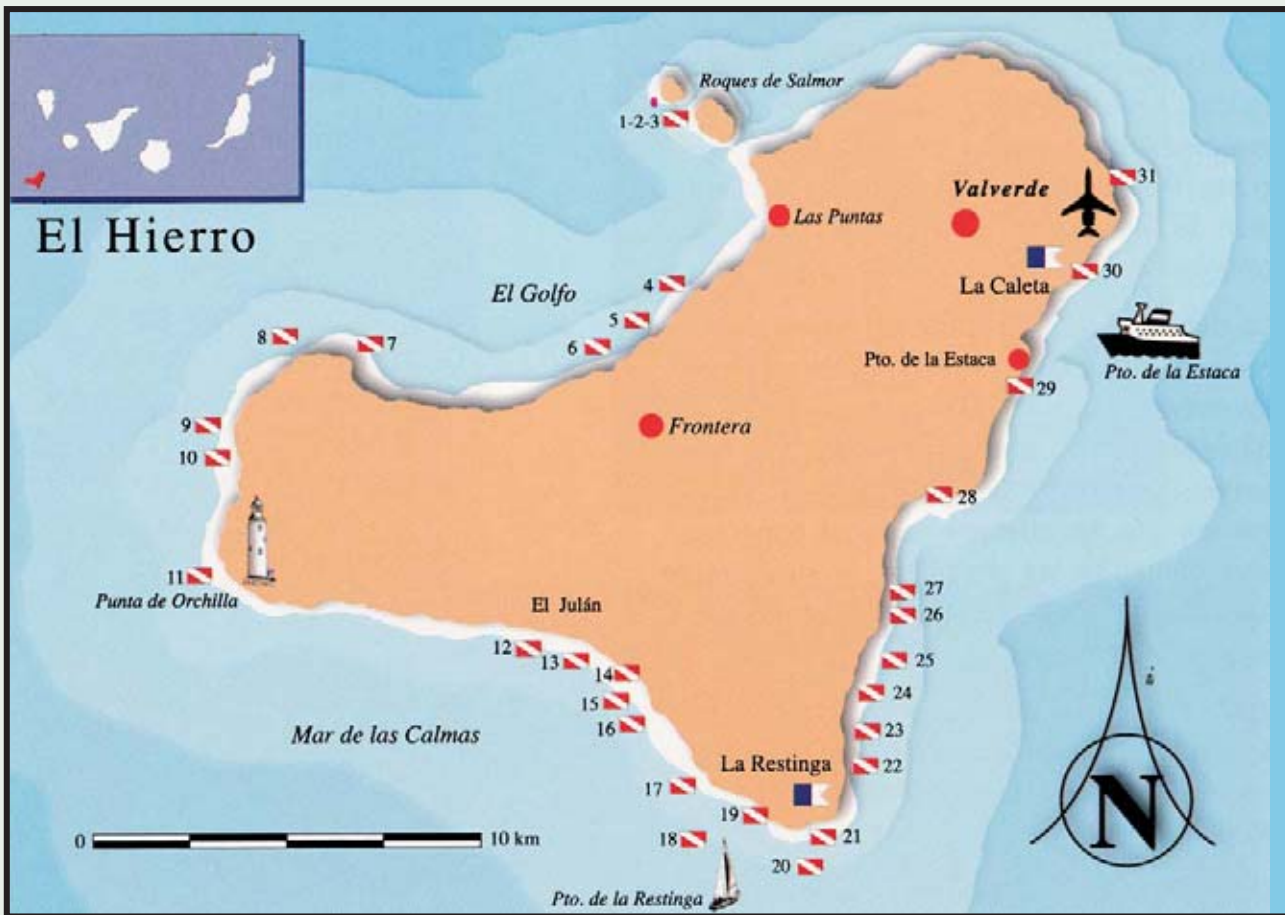 Roques de Salmor
1-2-3
31
Valverde
Las Puntas
El Hierro
30
La Caleta
4
El Golfo
5
8
7
6
Pto. de la Estaca
Pto. de la Estaca
29
9
Frontera
10
28
11
Punta de Orchilla
27
El Julán
26
12
13
25
14
24
15
16
23
Mar de las Calmas
La Restinga
22
17
19
0
10 km
18
21
20
Pto. de la Restinga
N